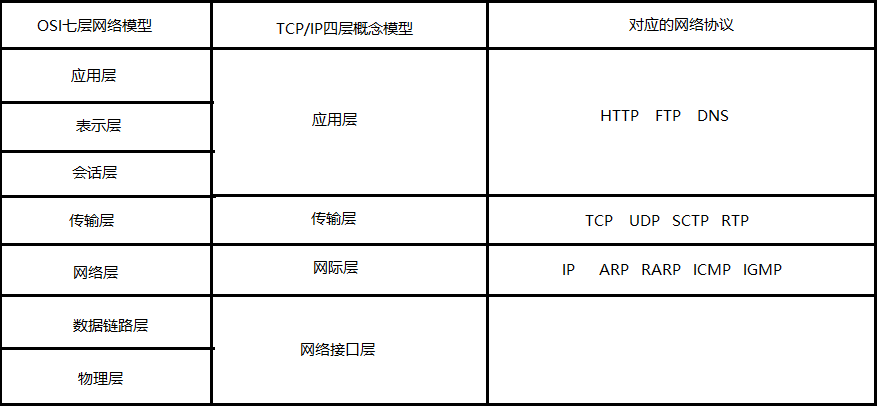 OSI七层网络模型 TCP/IP四层概念模型 对应的网络协议
应用层
表示层 应用层 HTTP FTP DNS
会话层
传输层 传输层 TCP UDP SCTP RTP
网络层 网际层 IP ARP RARP ICMP IGMP
数据链路层
网络接口层
物理层